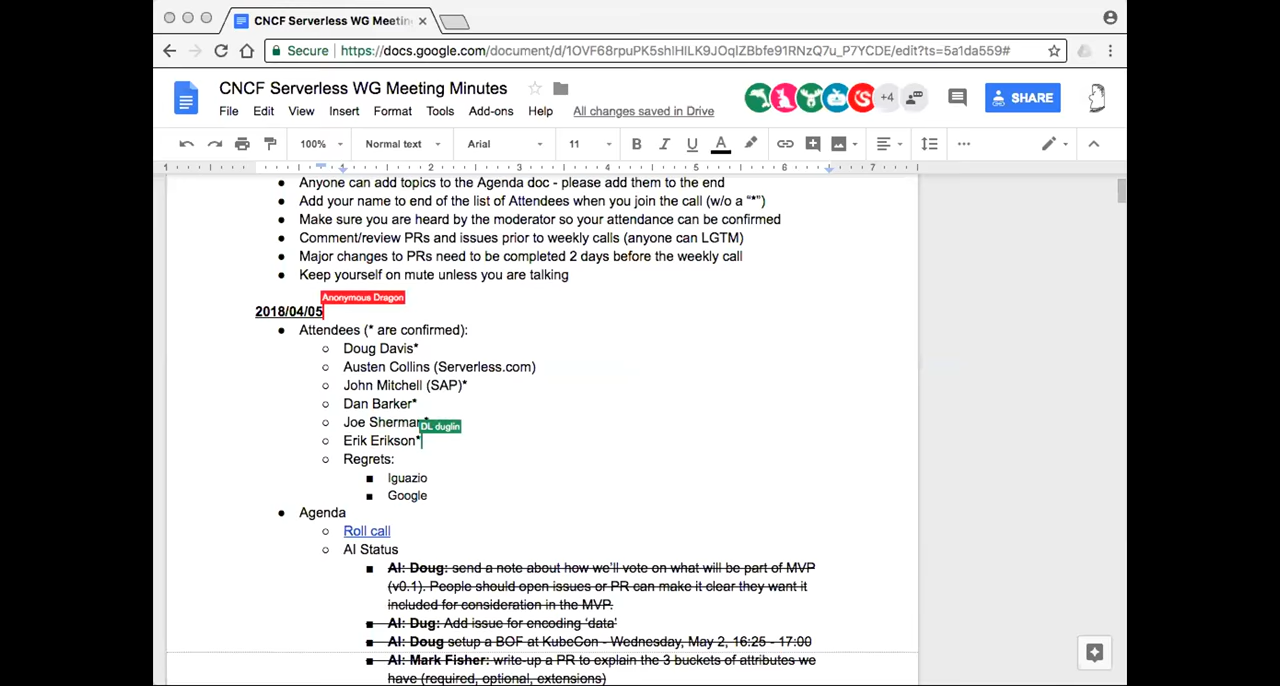 CNCF Serverless WG Meetin
Secure https://docs.google.com/document/d/1OVF68rpuPK5shlHILK9JOqlZBbfe91RNzQ7u_P7YCDE/edit?ts=5a1da559#
CNCF Serverless WG Meeting Minutes
+4
SHARE
File Edit View Insert Format Tools Add-ons Help All changes saved in Drive
100% Normal text Arial 11 B I U A
1 1 2 3 4 5 6 7
Anyone can add topics to the Agenda doc - please add them to the end
Add your name to end of the list of Attendees when you join the call (w/o a “*”)
Make sure you are heard by the moderator so your attendance can be confirmed
Comment/review PRs and issues prior to weekly calls (anyone can LGTM)
Major changes to PRs need to be completed 2 days before the weekly call
Keep yourself on mute unless you are talking
Anonymous Dragon
2018/04/05
Attendees (* are confirmed):
Doug Davis*
Austen Collins (Serverless.com)
John Mitchell (SAP)*
Dan Barker*
Joe Sherman*
DL duglin
Erik Erikson*
Regrets:
Iguazio
Google
Agenda
Roll call
AI Status
AI: Doug: send a note about how we’ll vote on what will be part of MVP
(v0.1). People should open issues or PR can make it clear they want it
included for consideration in the MVP.
AI: Dug: Add issue for encoding ‘data’
AI: Doug setup a BOF at KubeCon - Wednesday, May 2, 16:25 - 17:00
AI: Mark Fisher: write-up a PR to explain the 3 buckets of attributes we
have (required, optional, extensions)